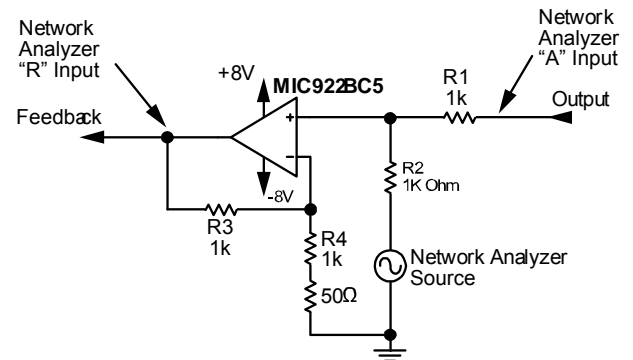 Network
Analyzer
“R” Input
Network
Analyzer
“A” Input
+8V
MIC922BC5
R1
1k
Feedback
Output
+
−
R2
1K Ohm
-8V
R3
1k
R4
1k
50Ω
Network Analyzer
Source